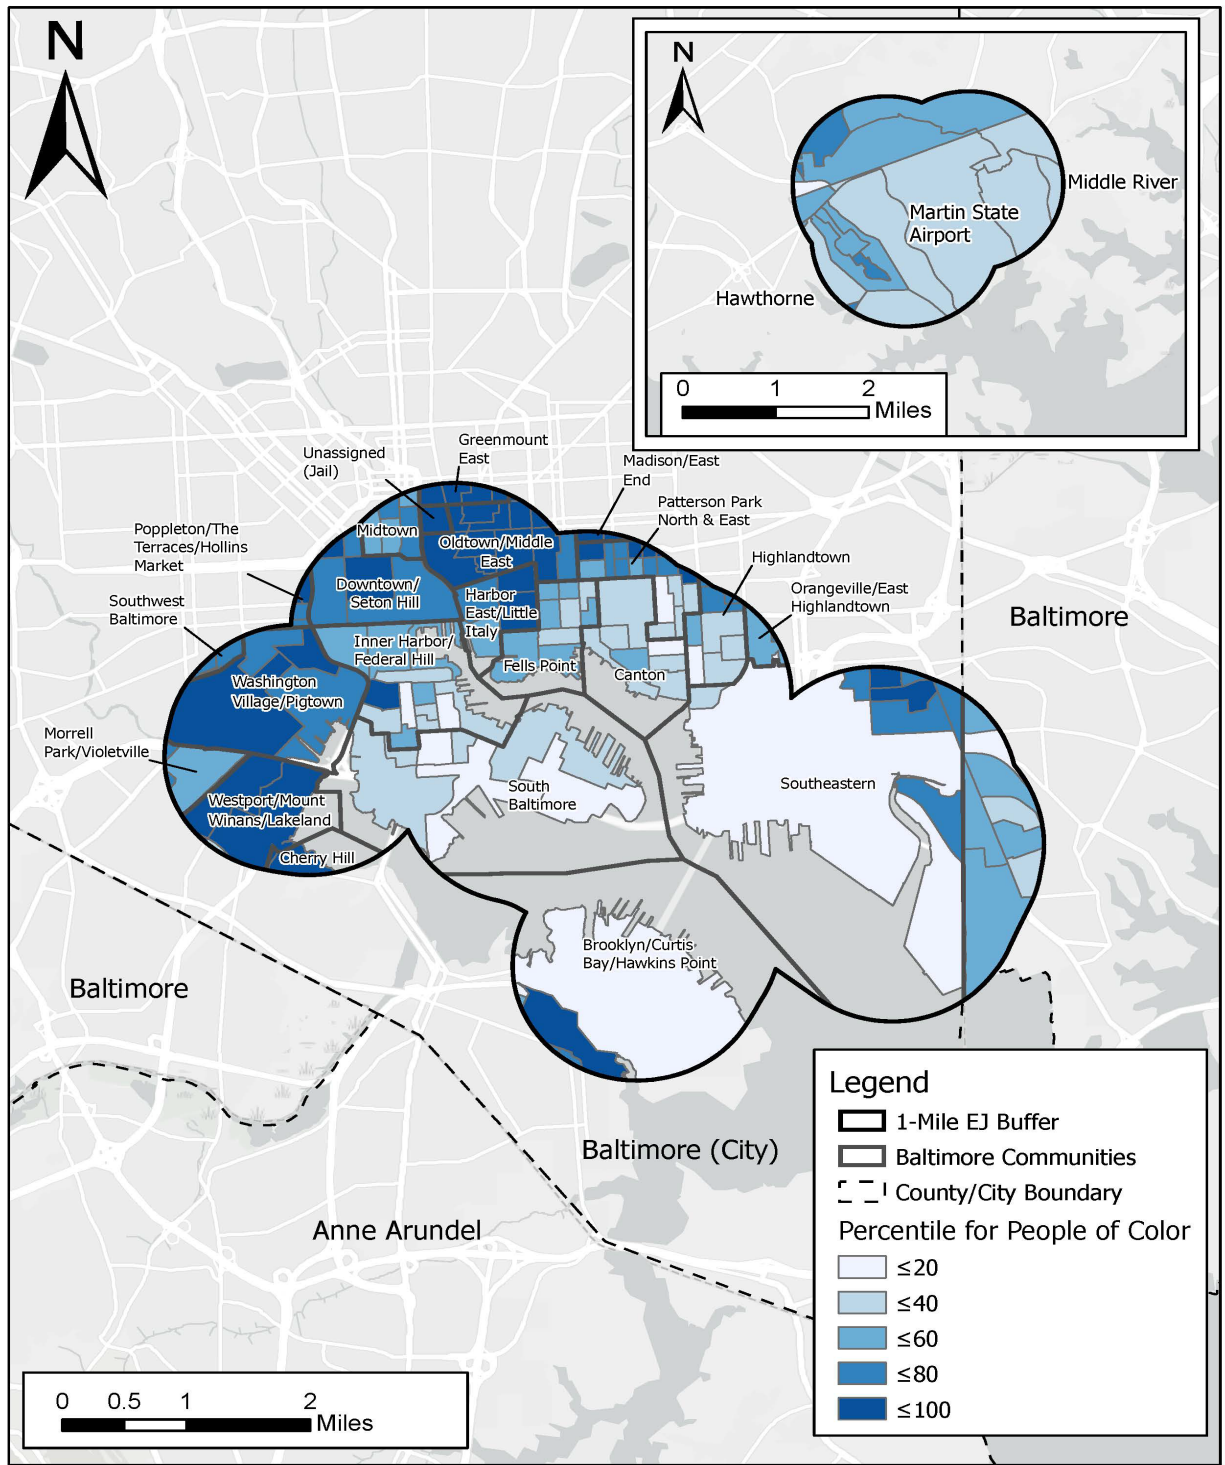 N
N
Middle River
Martin State
Airport
Hawthorne
0 1 2
Miles
Greenmount
East
Unassigned
(Jail)
Madison/East
End
Patterson Park
North & East
Poppleton/The
Terraces/Hollins
Market
Midtown
Oldtown/Middle
East
Highlandtown
Downtown/
Seton Hill
Orangeville/East
Highlandtown
Harbor
East/Little
Italy
Southwest
Baltimore
Baltimore
Inner Harbor/
Federal Hill
Fells Point
Canton
Washington
Village/Pigtown
Morrell
Park/Violetville
South
Baltimore
Southeastern
Westport/Mount
Winans/Lakeland
Cherry Hill
Brooklyn/Curtis
Bay/Hawkins Point
Baltimore
Baltimore (City)
Anne Arundel
Legend
1-Mile EJ Buffer
Baltimore Communities
County/City Boundary
Percentile for People of Color
≤20
≤40
≤60
≤80
≤100
0 0.5 1 2
Miles